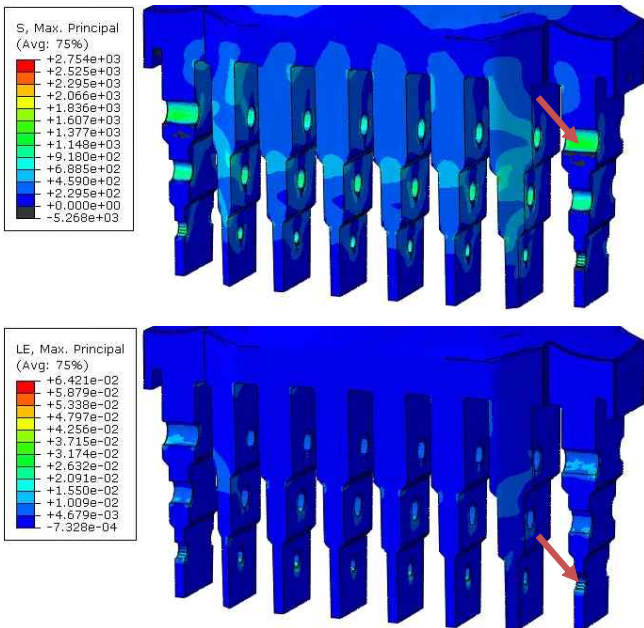 S, Max. Principal
(Avg: 75%)
+2.754e+03
+2.525e+03
+2.295e+03
+2.066e+03
+1.836e+03
+1.607e+03
+1.377e+03
+1.148e+03
+9.180e+02
+6.885e+02
+4.590e+02
+2.295e+02
+0.000e+00
-5.268e+03
LE, Max. Principal
(Avg: 75%)
+6.421e-02
+5.879e-02
+5.338e-02
+4.797e-02
+4.256e-02
+3.715e-02
+3.174e-02
+2.632e-02
+2.091e-02
+1.550e-02
+1.009e-02
+4.679e-03
-7.328e-04